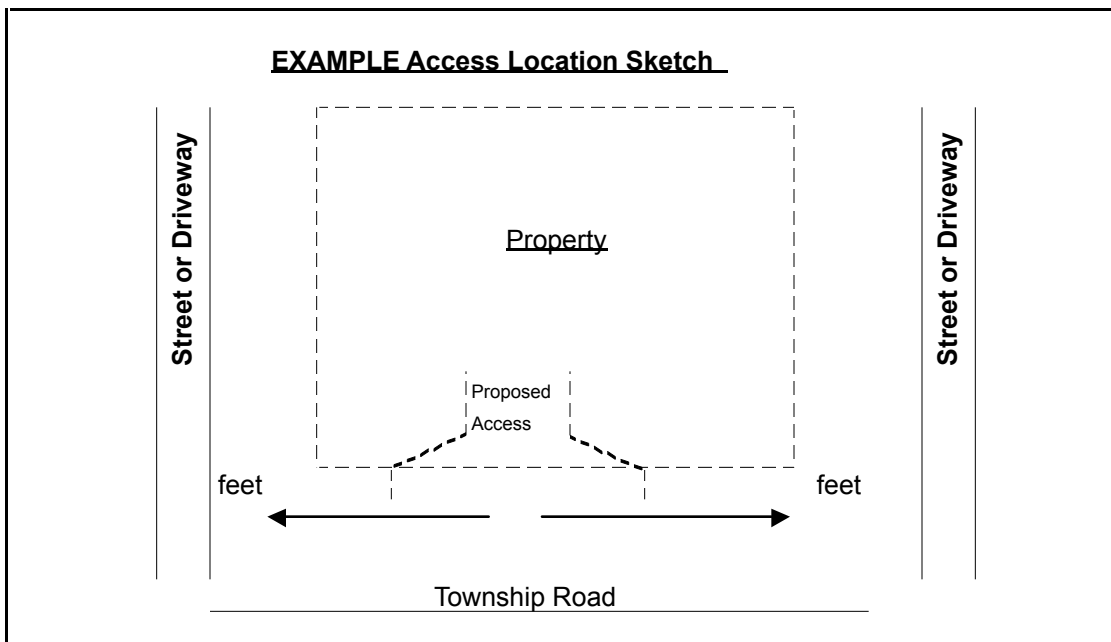 EXAMPLE Access Location Sketch
Street or Driveway
Street or Driveway
Property
Proposed
Access
feet
feet
Township Road